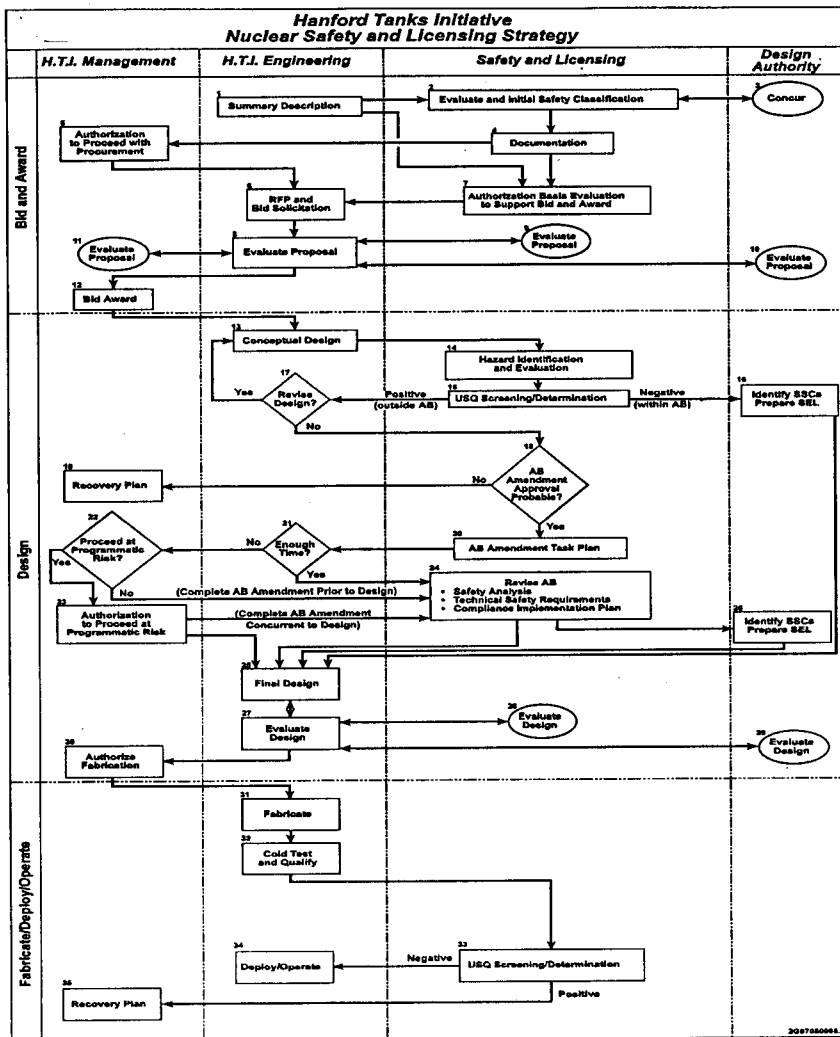 Hanford Tanks Initiative
Nuclear Safety and Licensing Strategy
H.T.I. Management
H.T.I. Engineering
Safety and Licensing
Design
Authority
Bid and Award
1
Summary Description
2
Evaluate and Initial Safety Classification
3
Concur
4
Documentation
5
Authorization
to Proceed with
Procurement
6
RFP and
Bid Solicitation
7
Authorization Basis Evaluation
to Support Bid and Award
8
Evaluate Proposal
9
Evaluate
Proposal
10
Evaluate
Proposal
11
Evaluate
Proposal
12
Bid Award
Design
13
Conceptual Design
14
Hazard Identification
and Evaluation
15
USQ Screening/Determination
Positive
(outside AB)
Negative
(within AB)
16
Identify SSCs
Prepare SEL
17
Revise
Design?
Yes
No
18
AB
Amendment
Approval
Probable?
No
Yes
19
Recovery Plan
20
AB Amendment Task Plan
21
Enough
Time?
No
Yes
22
Proceed at
Programmatic
Risk?
Yes
No
(Complete AB Amendment Prior to Design)
23
Authorization
to Proceed at
Programmatic Risk
(Complete AB Amendment
Concurrent to Design)
24
Revise AB
• Safety Analysis
• Technical Safety Requirements
• Compliance Implementation Plan
Identify SSCs
Prepare SEL
Final Design
27
Evaluate
Design
28
Evaluate
Design
29
Evaluate
Design
30
Authorize
Fabrication
Fabricate/Deploy/Operate
31
Fabricate
32
Cold Test
and Qualify
33
USQ Screening/Determination
Negative
Positive
34
Deploy/Operate
35
Recovery Plan